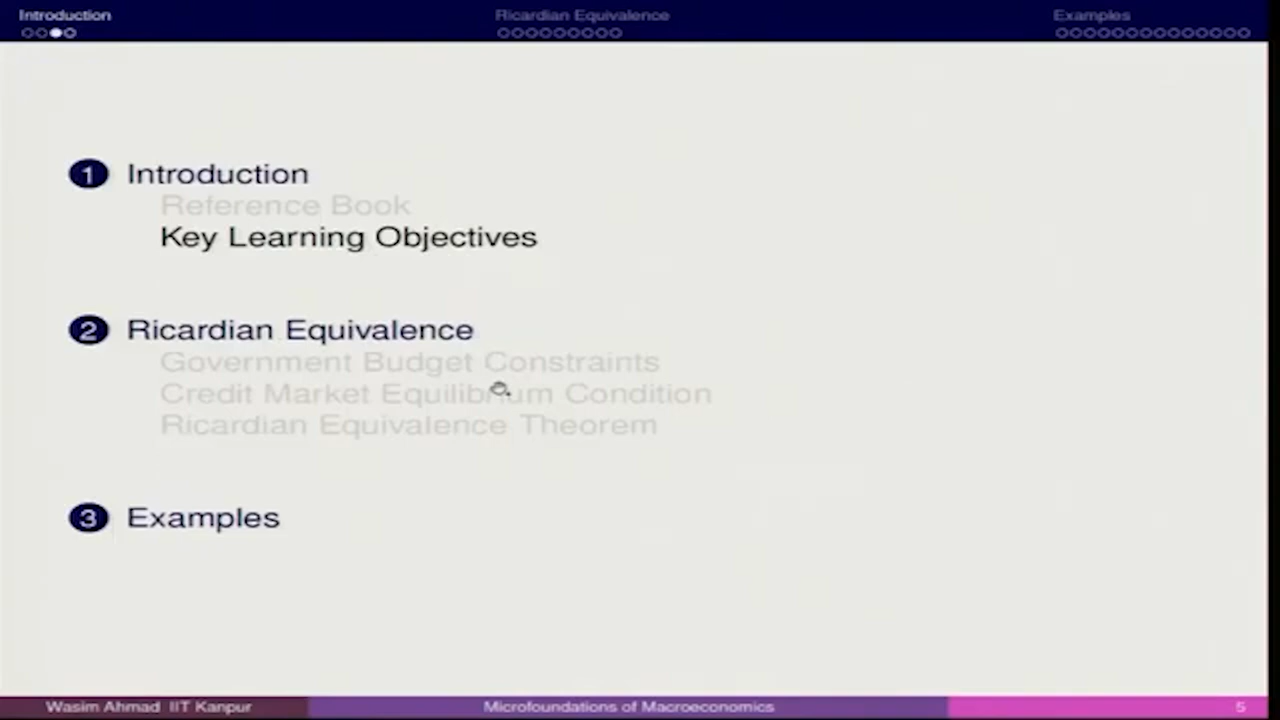 Introduction
Ricardian Equivalence
Examples
1 Introduction
Reference Book
Key Learning Objectives
2 Ricardian Equivalence
Government Budget Constraints
Credit Market Equilibrium Condition
Ricardian Equivalence Theorem
3 Examples
Wasim Ahmad IIT Kanpur
Microfoundations of Macroeconomics
5